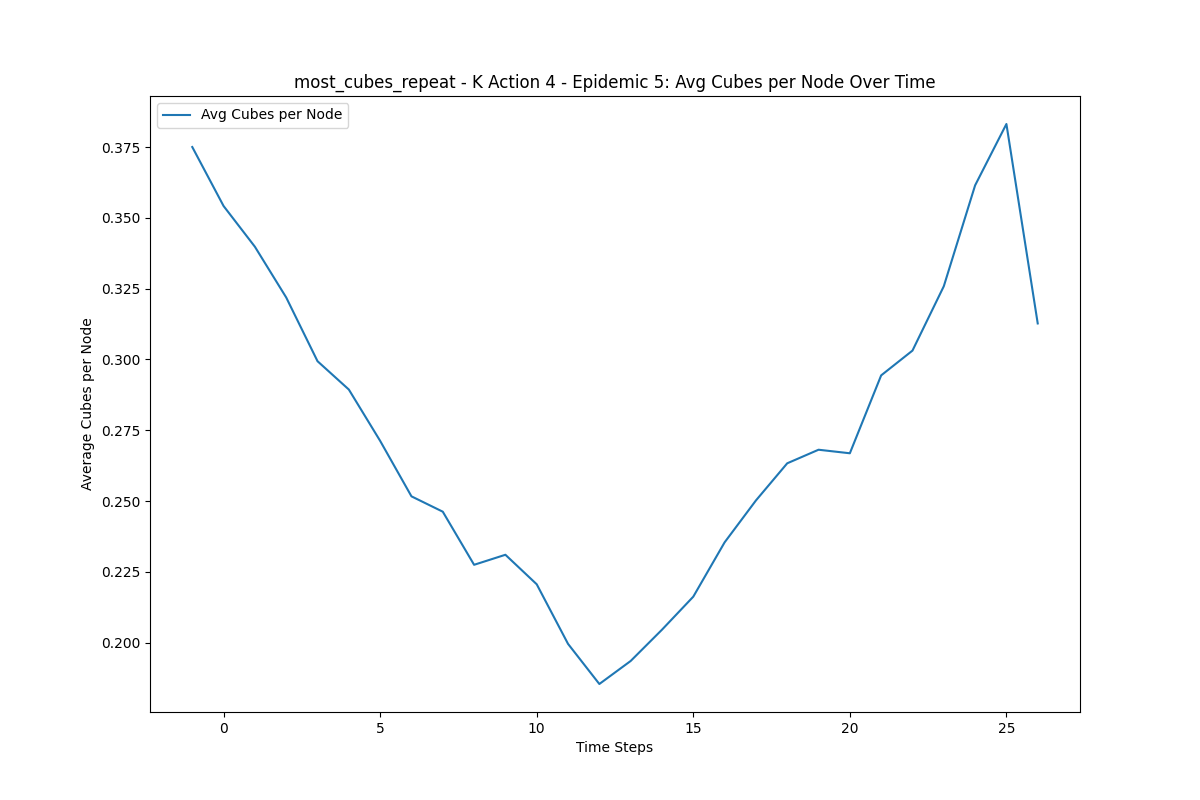 most_cubes_repeat - K Action 4 - Epidemic 5: Avg Cubes per Node Over Time
Avg Cubes per Node
Average Cubes per Node
0.375
0.350
0.325
0.300
0.275
0.250
0.225
0.200
0 5 10 15 20 25
Time Steps